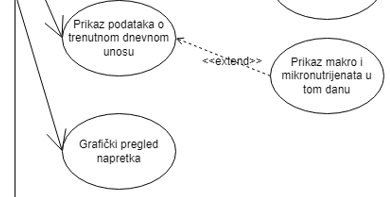 Prikaz podataka o
trenutnom dnevnom
unosu
<<extend>>
Prikaz makro i
mikronutrijenata u
tom danu
Grafički pregled
napretka